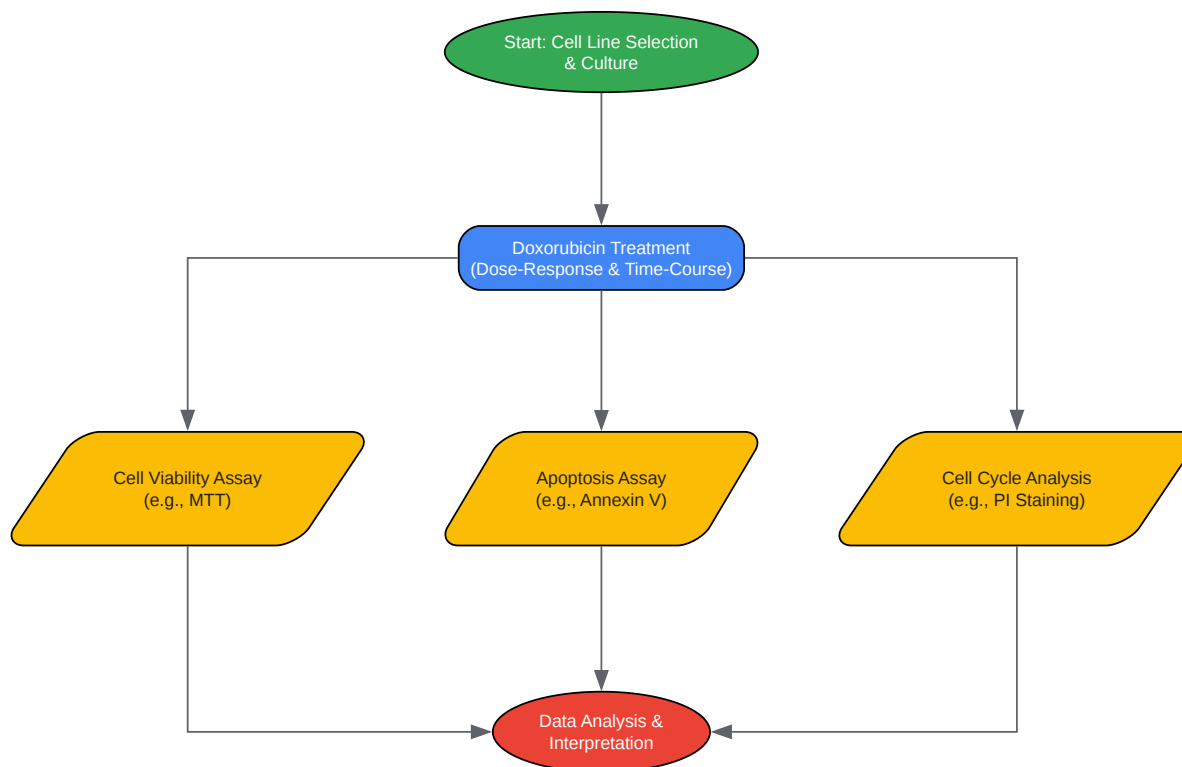 Start: Cell Line Selection
& Culture
Doxorubicin Treatment
(Dose-Response & Time-Course)
Cell Viability Assay
(e.g., MTT)
Apoptosis Assay
(e.g., Annexin V)
Cell Cycle Analysis
(e.g., PI Staining)
Data Analysis &
Interpretation